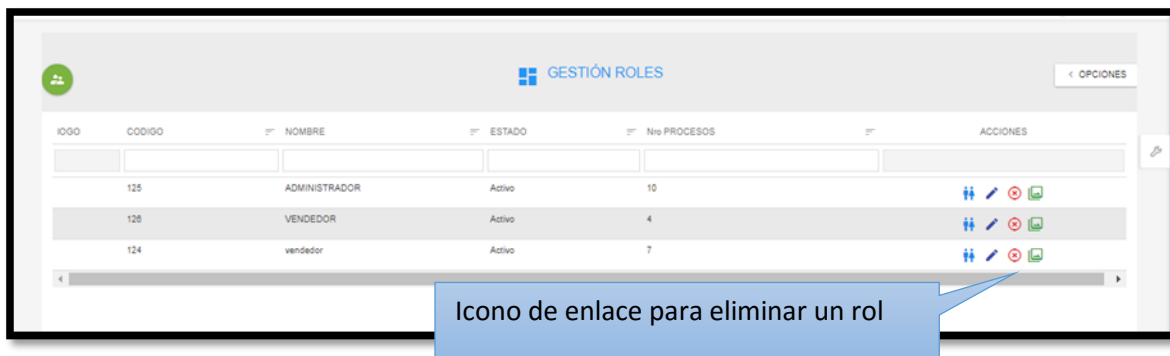 GESTIÓN ROLES
< OPCIONES
IOGO CODIGO NOMBRE ESTADO Nro PROCESOS ACCIONES
125 ADMINISTRADOR Activo 10
126 VENDEDOR Activo 4
124 vendedor Activo 7
Icono de enlace para eliminar un rol